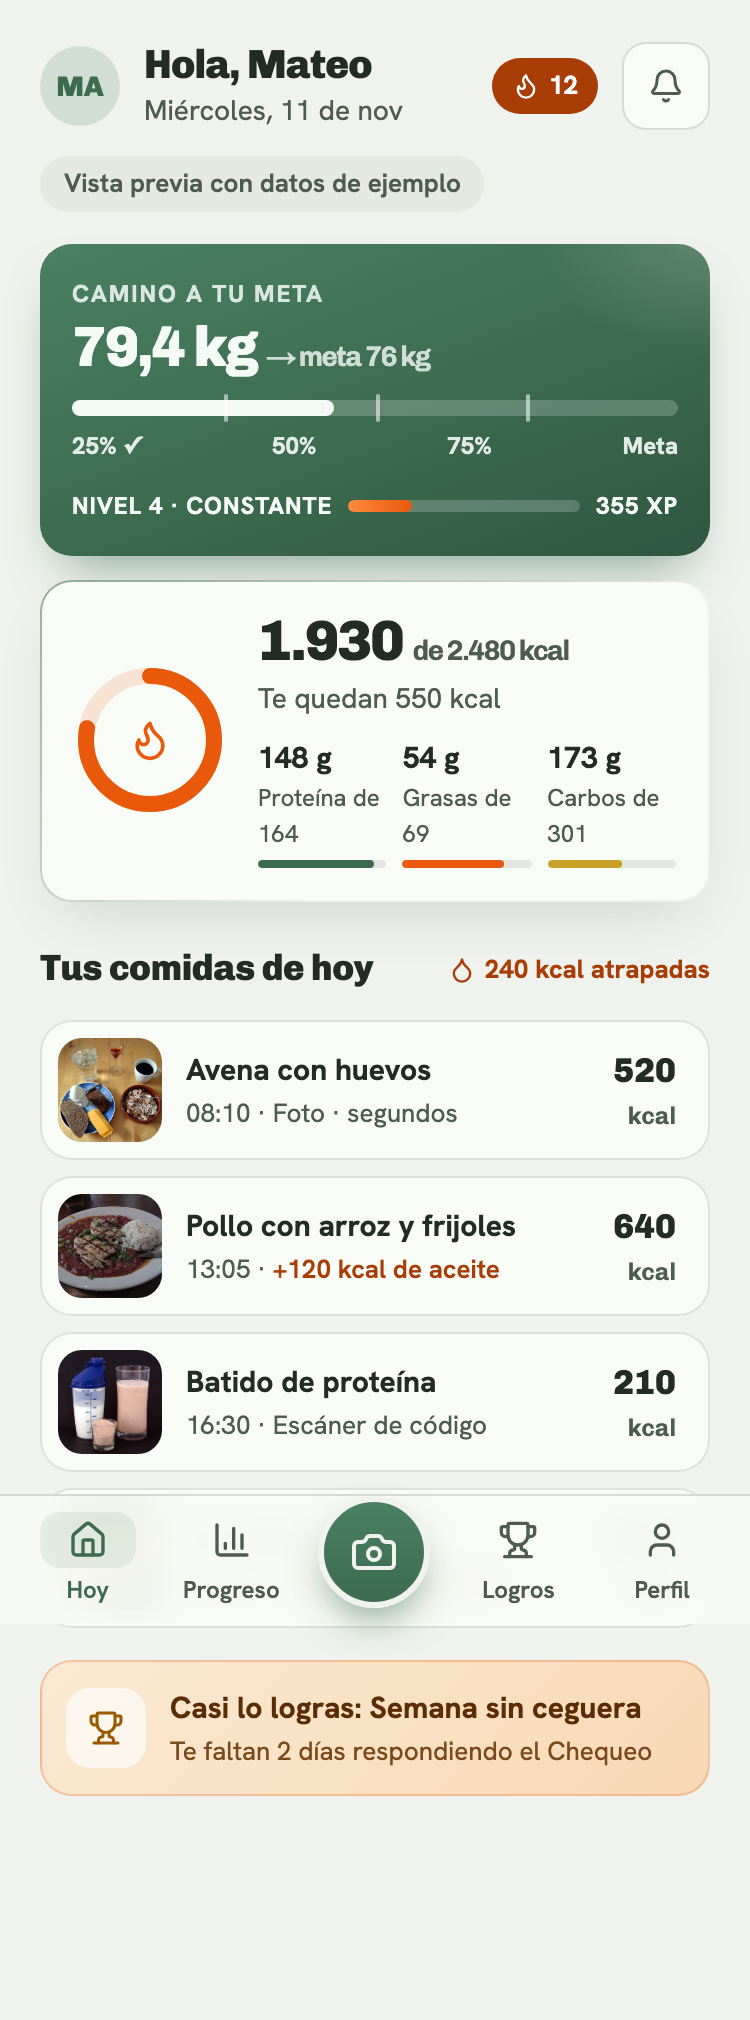 MA
Hola, Mateo
12
Miércoles, 11 de nov
Vista previa con datos de ejemplo
CAMINO A TU META
79,4 kg → meta 76 kg
25% ✓ 50% 75% Meta
NIVEL 4 · CONSTANTE 355 XP
1.930 de 2.480 kcal
Te quedan 550 kcal
148 g 54 g 173 g
Proteína de Grasas de Carbos de
164 69 301
Tus comidas de hoy 240 kcal atrapadas
Avena con huevos 520
08:10 · Foto · segundos kcal
Pollo con arroz y frijoles 640
13:05 · +120 kcal de aceite kcal
Batido de proteína 210
16:30 · Escáner de código kcal
Hoy Progreso Logros Perfil
Casi lo logras: Semana sin ceguera
Te faltan 2 días respondiendo el Chequeo